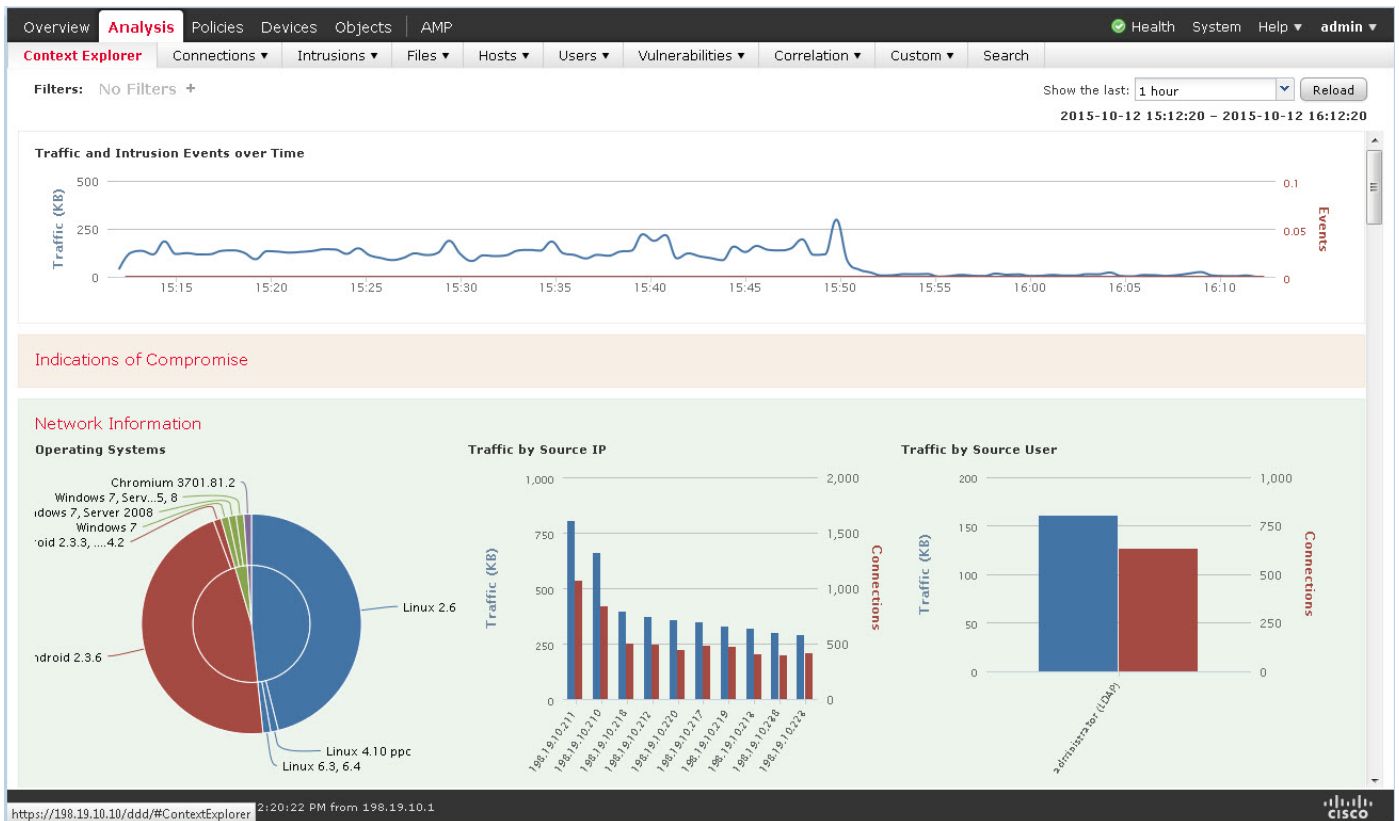 Overview Analysis Policies Devices Objects AMP Health System Help ▾ admin ▾
Context Explorer Connections ▾ Intrusions ▾ Files ▾ Hosts ▾ Users ▾ Vulnerabilities ▾ Correlation ▾ Custom ▾ Search
Filters: No Filters + Show the last: 1 hour Reload
2015-10-12 15:12:20 – 2015-10-12 16:12:20
Traffic and Intrusion Events over Time
Traffic (KB)
500
250
0
0.1
0.05
0
Events
15:15 15:20 15:25 15:30 15:35 15:40 15:45 15:50 15:55 16:00 16:05 16:10
Indications of Compromise
Network Information
Operating Systems
Chromium 3701.81.2
Windows 7, Serv...5, 8
dows 7, Server 2008
Windows 7
oid 2.3.3, ....4.2
Linux 2.6
ndroid 2.3.6
Linux 4.10 ppc
Linux 6.3, 6.4
Traffic by Source IP
Traffic (KB)
1,000
750
500
250
0
2,000
1,500
1,000
500
0
Connections
198.19.10.211
198.19.10.210
198.19.10.218
198.19.10.212
198.19.10.220
198.19.10.217
198.19.10.219
Traffic by Source User
Traffic (KB)
200
150
100
50
0
1,000
750
500
250
0
Connections
administrator (LDAP)
https://198.19.10.10/ddd/#ContextExplorer 2:20:22 PM from 198.19.10.1
CISCO